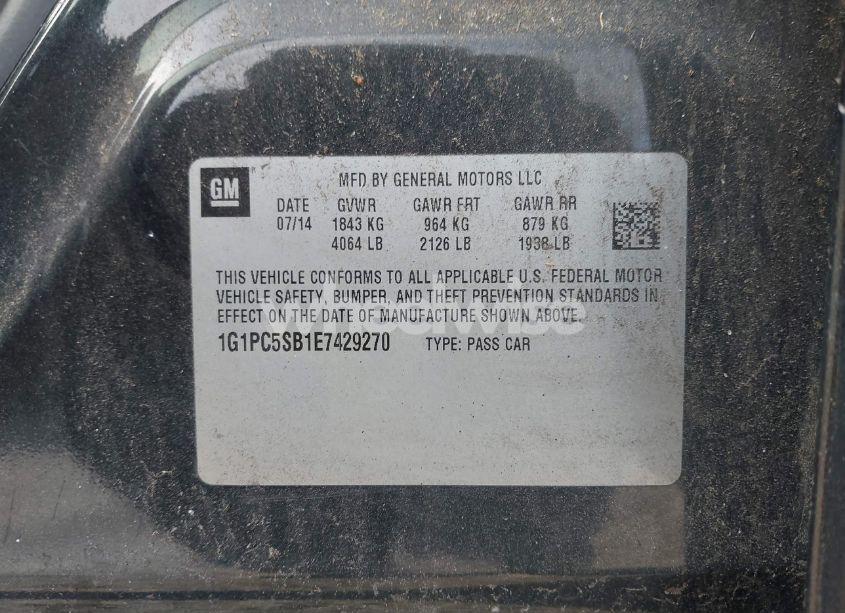 GM
MFD BY GENERAL MOTORS LLC
DATE GVWR GAWR FRT GAWR RR
07/14 1843 KG 964 KG 879 KG
4064 LB 2126 LB 1938 LB
THIS VEHICLE CONFORMS TO ALL APPLICABLE U.S. FEDERAL MOTOR
VEHICLE SAFETY, BUMPER, AND THEFT PREVENTION STANDARDS IN
EFFECT ON THE DATE OF MANUFACTURE SHOWN ABOVE.
wheelwise
1G1PC5SB1E7429270 TYPE: PASS CAR